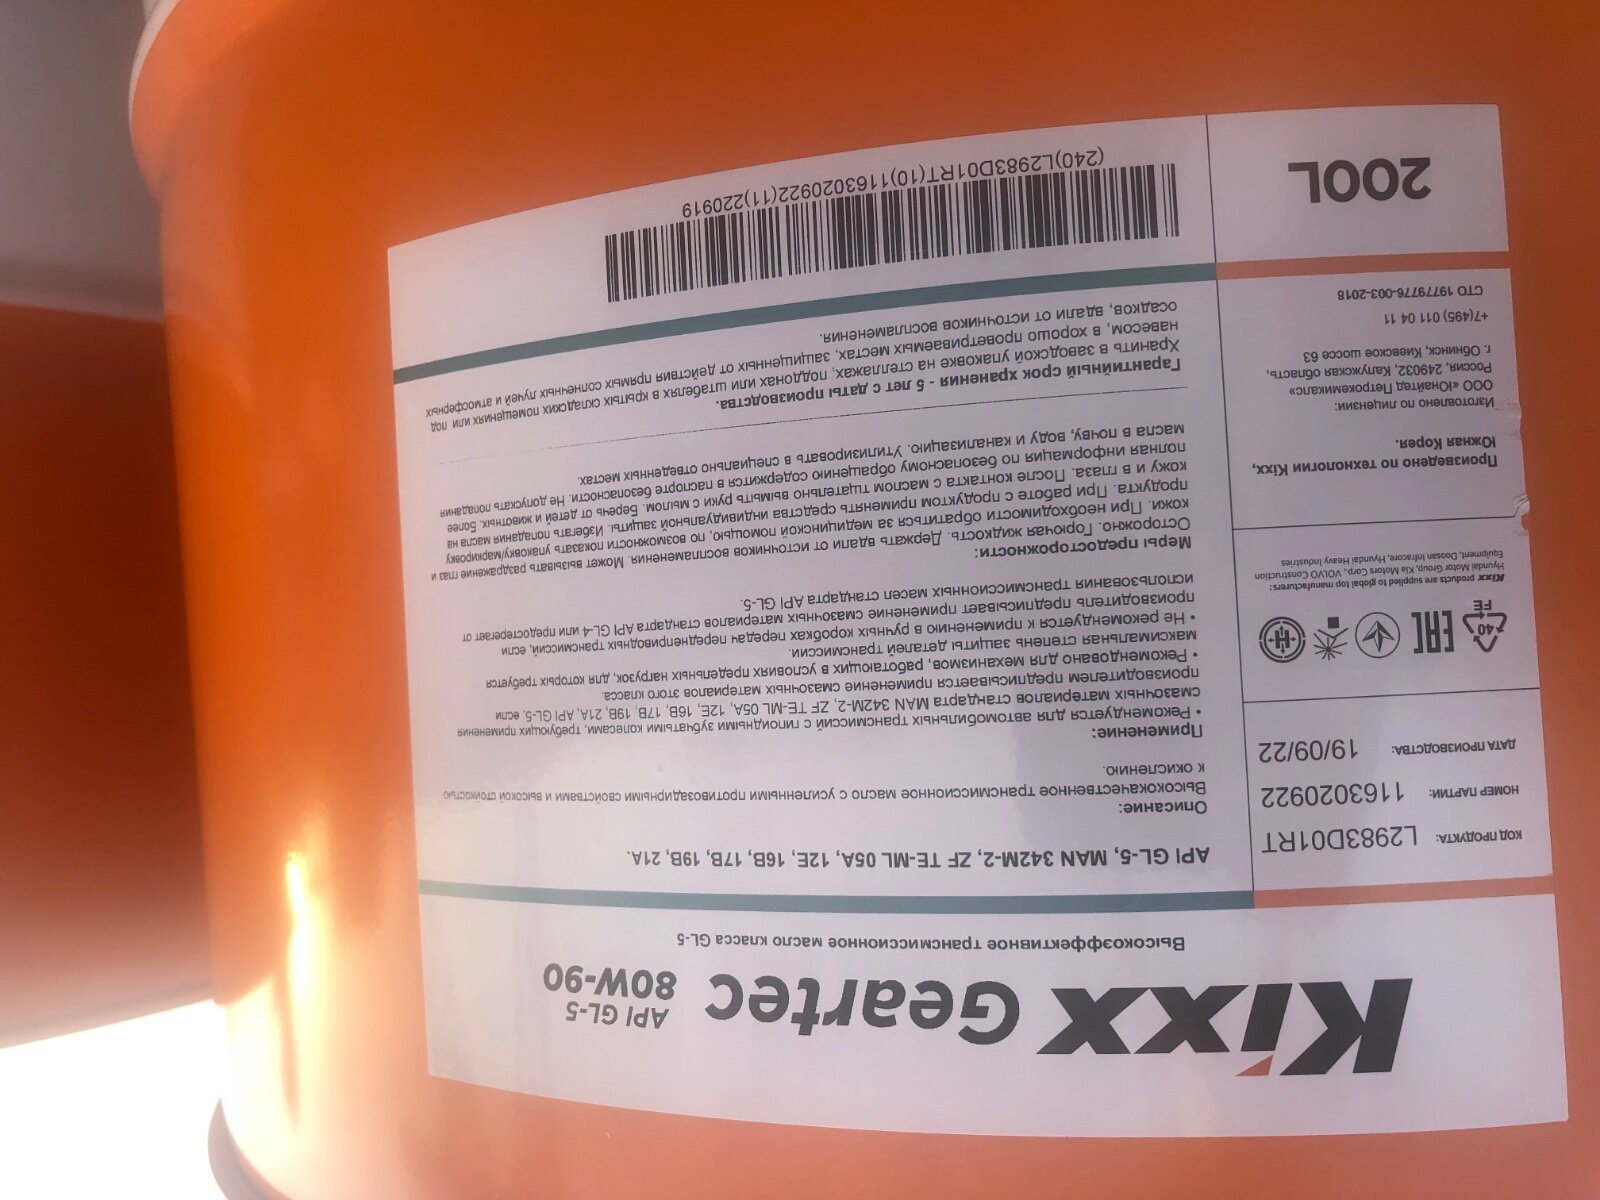 Kixx Geartec
API GL-5
80W-90
Высокоэффективное трансмиссионное масло класса GL-5
КОД ПРОДУКТА: L2983D01RT
НОМЕР ПАРТИИ: 1163020922
ДАТА ПРОИЗВОДСТВА: 19/09/22
40
FE
EAC
Kixx products are supplied to global top manufacturers:
Hyundai Motor Group, Kia Motors Corp., VOLVO Construction
Equipment, Doosan Infracore, Hyundai Heavy Industries
Произведено по технологии Kixx,
Южная Корея.
Изготовлено по лицензии:
ООО «Юнайтед Петрокемикалс»
Россия, 249032, Калужская область,
г. Обнинск, Киевское шоссе 63
+7(495) 011 04 11
СТО 19779776-003-2018
200L
API GL-5, MAN 342M-2, ZF TE-ML 05A, 12E, 16B, 17B, 19B, 21A.
Описание:
Высококачественное трансмиссионное масло с усиленными противозадирными свойствами и высокой стойкостью
к окислению.
Применение:
• Рекомендуется для автомобильных трансмиссий с гипоидными зубчатыми колесами, требующих применения
смазочных материалов стандарта MAN 342M-2, ZF TE-ML 05A, 12E, 16B, 17B, 19B, 21A, API GL-5, если
производителем предписывается применение смазочных материалов этого класса.
• Рекомендовано для механизмов, работающих в условиях предельных нагрузок, для которых требуется
максимальная степень защиты деталей трансмиссии.
• Не рекомендуется к применению в ручных коробках передач переднеприводных трансмиссий, если
производитель предписывает применение смазочных материалов стандарта API GL-4 или предостерегает от
использования трансмиссионных масел стандарта API GL-5.
Меры предосторожности:
Осторожно. Горючая жидкость. Держать вдали от источников воспламенения. Может вызывать раздражение глаз и
кожи. При необходимости обратиться за медицинской помощью, по возможности показать упаковку/маркировку
продукта. При работе с продуктом применять средства индивидуальной защиты. Избегать попадания масла на
кожу и в глаза. После контакта с маслом тщательно вымыть руки с мылом. Беречь от детей и животных. Более
полная информация по безопасному обращению содержится в паспорте безопасности. Не допускать попадания
масла в почву, воду и канализацию. Утилизировать в специально отведенных местах.
Гарантийный срок хранения - 5 лет с даты производства.
Хранить в заводской упаковке на стеллажах, поддонах или штабелях в крытых складских помещениях или под
навесом, в хорошо проветриваемых местах, защищенных от действия прямых солнечных лучей и атмосферных
осадков, вдали от источников воспламенения.
(240)L2983D01RT(10)1163020922(11)220919